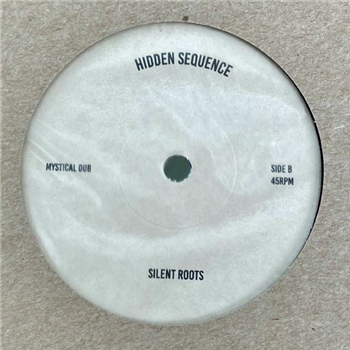 HIDDEN SEQUENCE
MYSTICAL DUB
SIDE B
45RPM
SILENT ROOTS